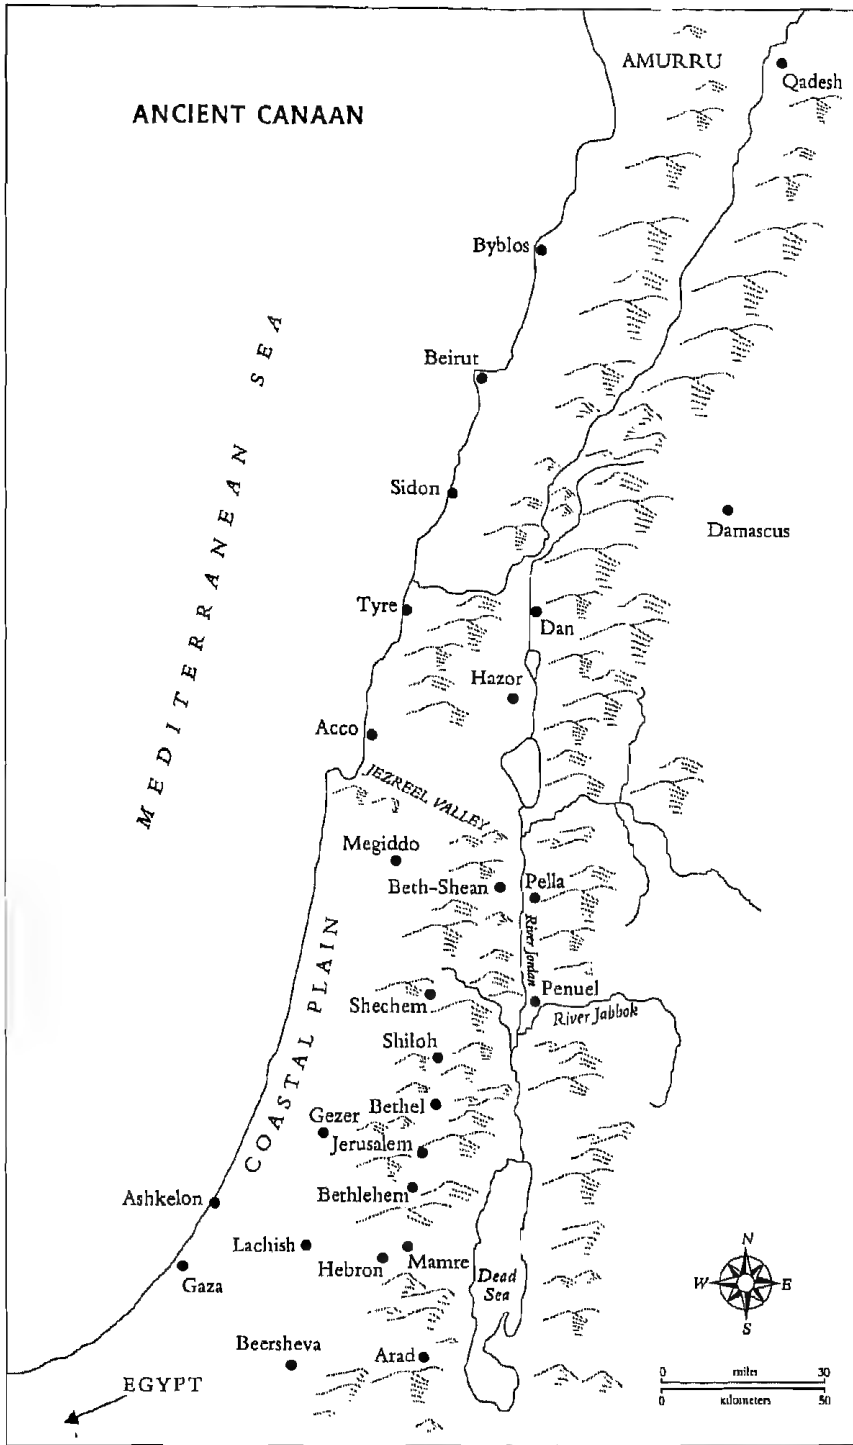 AMURRU
Qadesh
ANCIENT CANAAN
Byblos
MEDITERRANEAN SEA
Beirut
Sidon
Damascus
Tyre
Dan
Hazor
Acco
JEZREEL VALLEY
Megiddo
Beth-Shean
Pella
River Jordan
COASTAL PLAIN
Shechem
Penuel
River Jabbok
Shiloh
Bethel
Gezer
Jerusalem
Bethlehem
Ashkelon
Lachish
Hebron
Mamre
Gaza
Dead
Sea
N
W
E
S
Beersheva
Arad
EGYPT
0 miles 30
0 kilometers 50